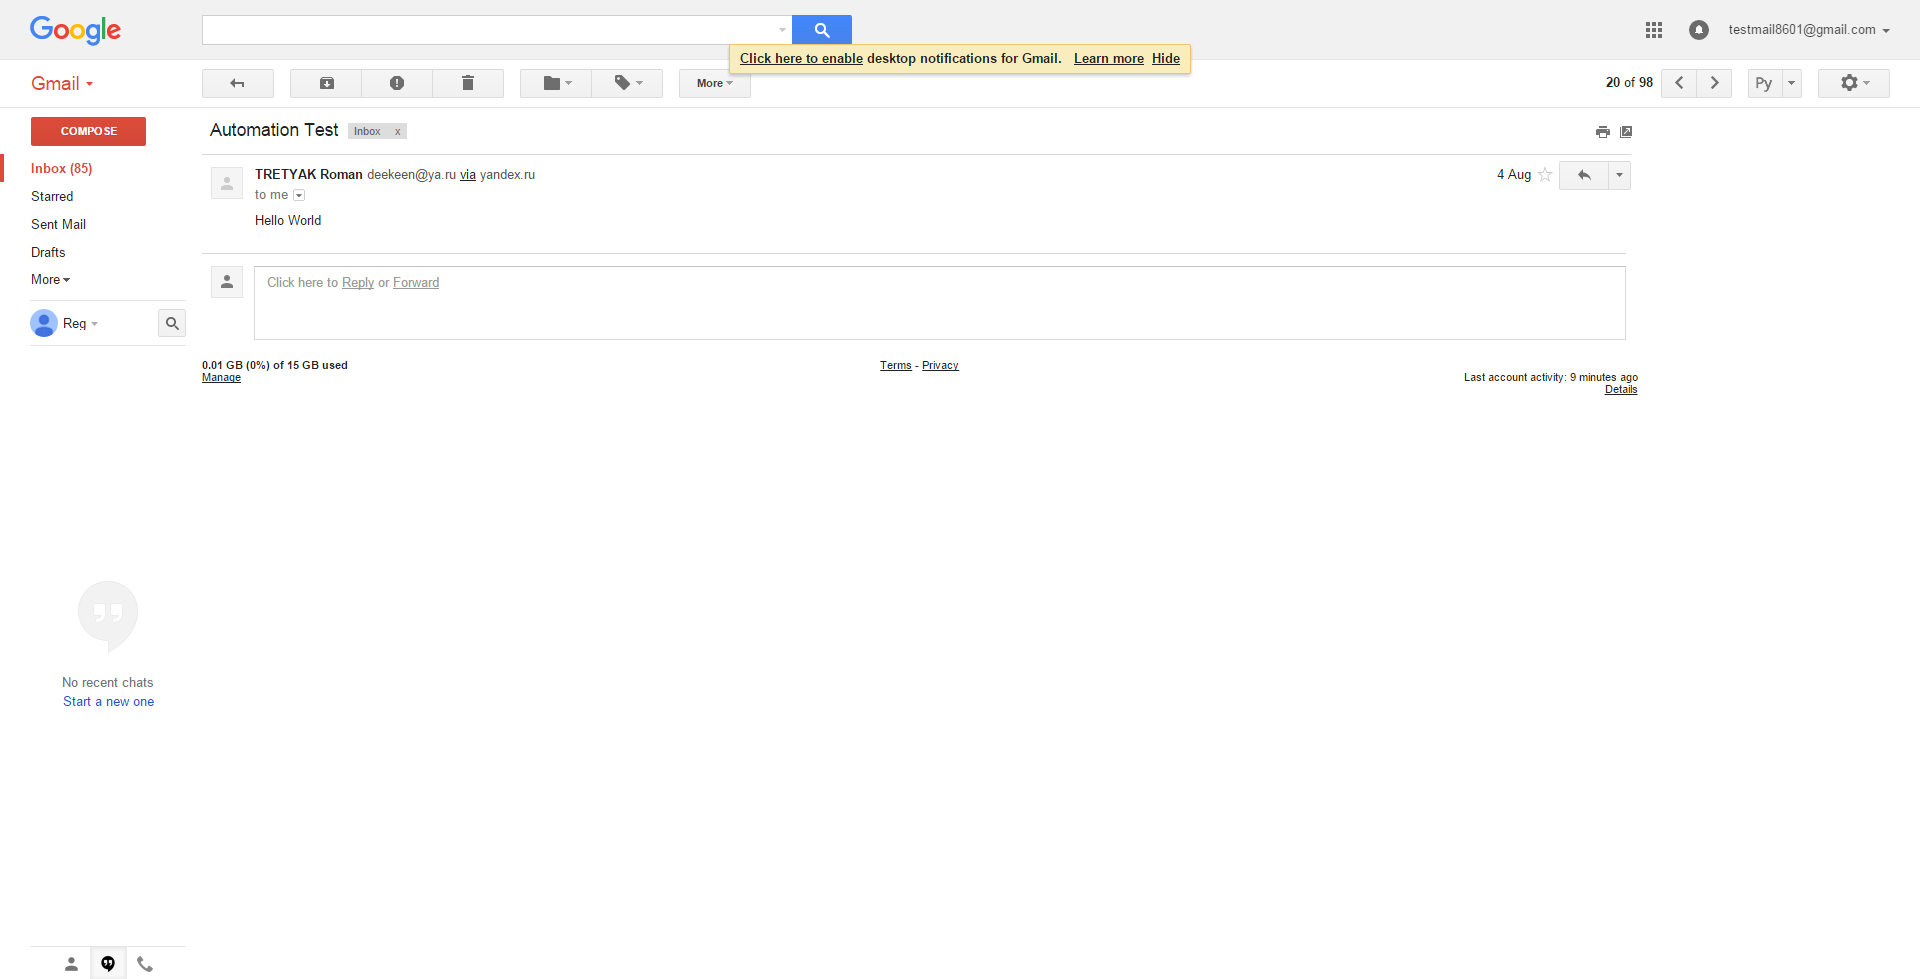 Google
testmail8601@gmail.com
Click here to enable desktop notifications for Gmail. Learn more Hide
Gmail
More
20 of 98
Ру
COMPOSE
Automation Test Inbox x
Inbox (85)
Starred
Sent Mail
Drafts
More
Reg
TRETYAK Roman deekeen@ya.ru via yandex.ru
4 Aug
to me
Hello World
Click here to Reply or Forward
0.01 GB (0%) of 15 GB used
Manage
Terms - Privacy
Last account activity: 9 minutes ago
Details
No recent chats
Start a new one